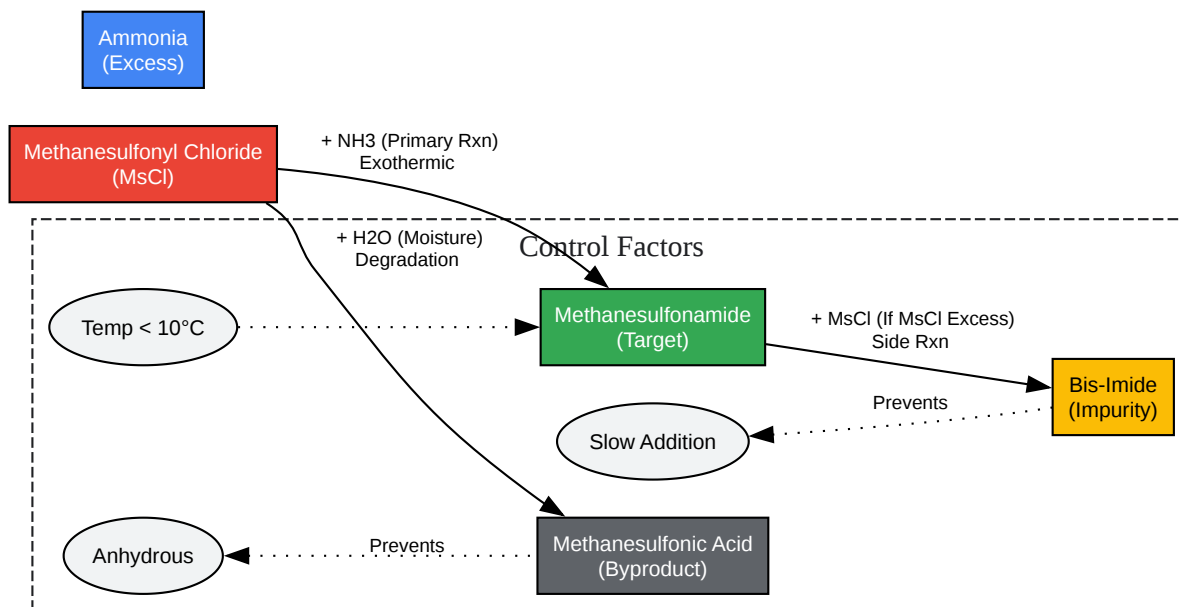 Ammonia
(Excess)
Methanesulfonyl Chloride
(MsCl)
+ NH3 (Primary Rxn)
Exothermic
+ H2O (Moisture)
Degradation
Control Factors
Temp < 10°C
Methanesulfonamide
(Target)
+ MsCl (If MsCl Excess)
Side Rxn
Bis-Imide
(Impurity)
Prevents
Slow Addition
Anhydrous
Prevents
Methanesulfonic Acid
(Byproduct)